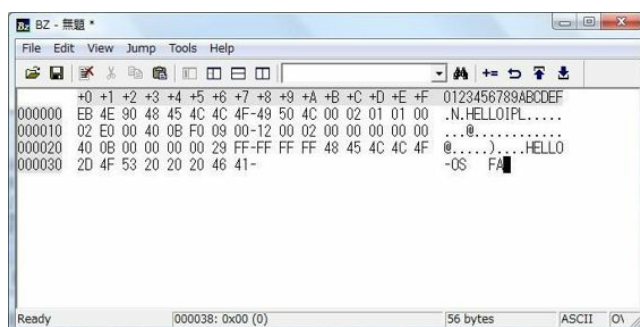 BZ - 無題 *
File Edit View Jump Tools Help
+0 +1 +2 +3 +4 +5 +6 +7 +8 +9 +A +B +C +D +E +F 0123456789ABCDEF
000000 EB 4E 90 48 45 4C 4C 4F-49 50 4C 00 02 01 01 00 .N.HELLOIPL.....
000010 02 E0 00 40 0B F0 09 00-12 00 02 00 00 00 00 00 ...@............
000020 40 0B 00 00 00 00 29 FF-FF FF FF 48 45 4C 4C 4F @.....)....HELLO
000030 2D 4F 53 20 20 20 46 41- -OS   FA
Ready 000038: 0x00 (0) 56 bytes ASCII